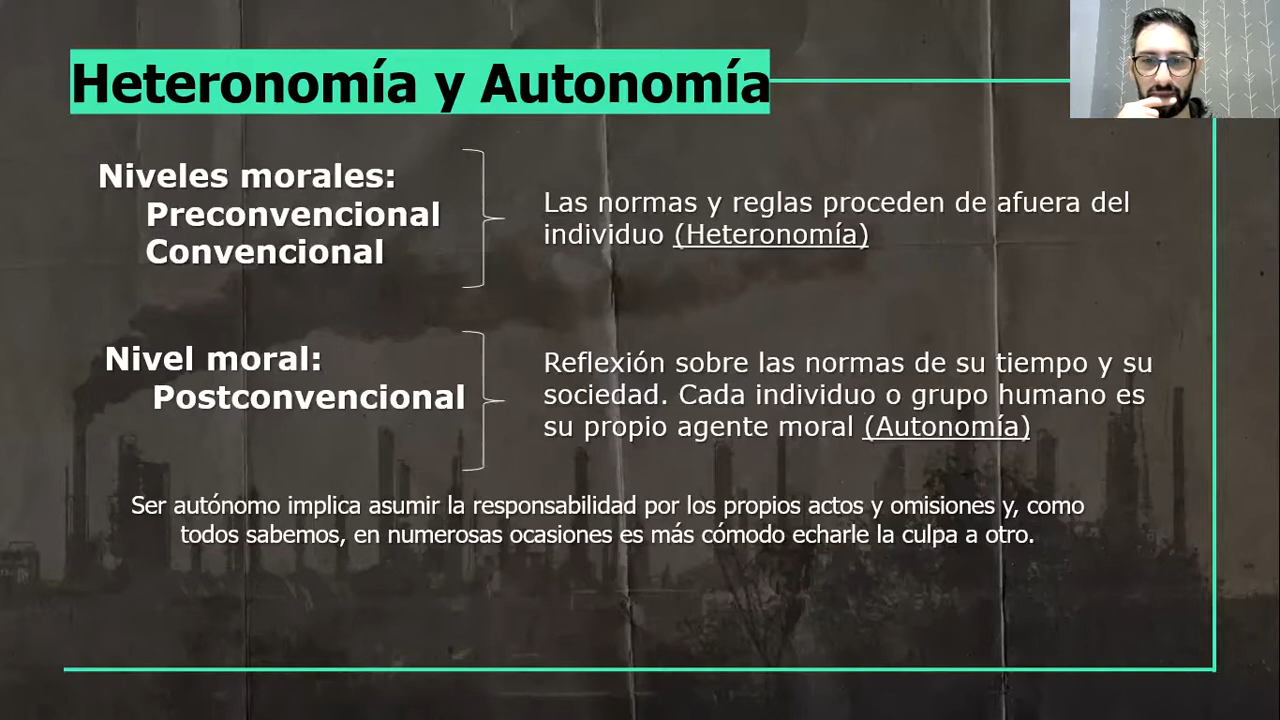 Heteronomía y Autonomía
Niveles morales:
Preconvencional
Convencional
Las normas y reglas proceden de afuera del
individuo (Heteronomía)
Nivel moral:
Postconvencional
Reflexión sobre las normas de su tiempo y su
sociedad. Cada individuo o grupo humano es
su propio agente moral (Autonomía)
Ser autónomo implica asumir la responsabilidad por los propios actos y omisiones y, como
todos sabemos, en numerosas ocasiones es más cómodo echarle la culpa a otro.